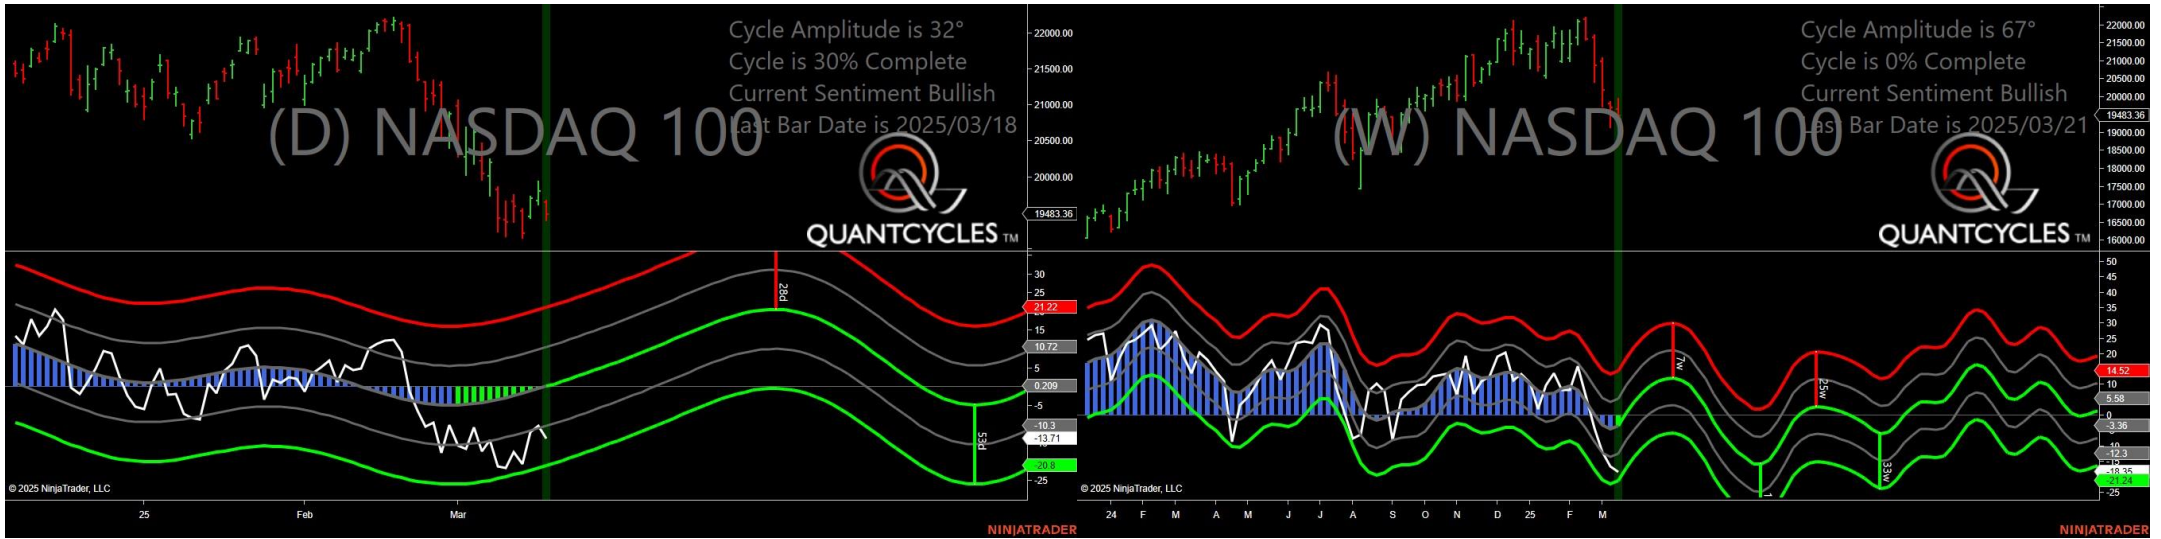 Cycle Amplitude is 32°
Cycle is 30% Complete
Current Sentiment Bullish
Last Bar Date is 2025/03/18
(D) NASDAQ 100
QUANTCYCLES TM
22000.00
21500.00
21000.00
20500.00
20000.00
19483.36
30
25
21.22
15
10.72
5
0.209
-5
-10.3
-13.71
-20.8
-25
28d
53d
© 2025 NinjaTrader, LLC
25
Feb
Mar
NINJATRADER
Cycle Amplitude is 67°
Cycle is 0% Complete
Current Sentiment Bullish
Last Bar Date is 2025/03/21
(W) NASDAQ 100
QUANTCYCLES TM
22000.00
21500.00
21000.00
20500.00
20000.00
19483.36
19000.00
18500.00
18000.00
17500.00
17000.00
16500.00
16000.00
50
45
40
35
30
25
20
14.52
10
5.58
0
-3.36
-12.3
-18.35
-21.24
-25
7w
25w
33w
1
© 2025 NinjaTrader, LLC
24 F M A M J J A S O N D 25 F M
NINJATRADER